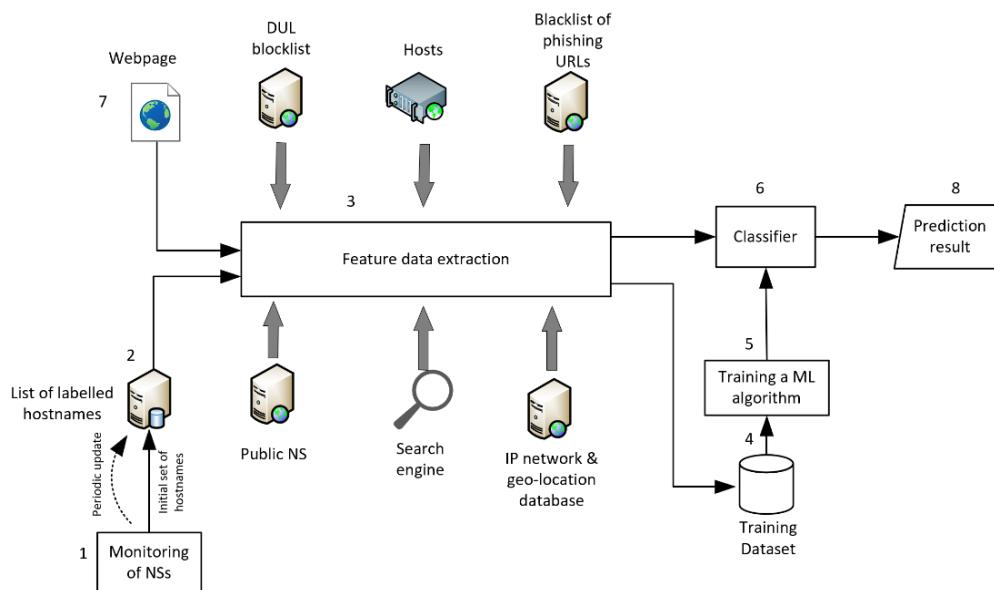 DUL
blocklist
Hosts
Blacklist of
phishing
URLs
Webpage
7
3
6
8
Feature data extraction
Classifier
Prediction
result
2
List of labelled
hostnames
Periodic update
Initial set of
hostnames
Public NS
Search
engine
IP network &
geo-location
database
5
Training a ML
algorithm
4
Training
Dataset
1
Monitoring
of NSs